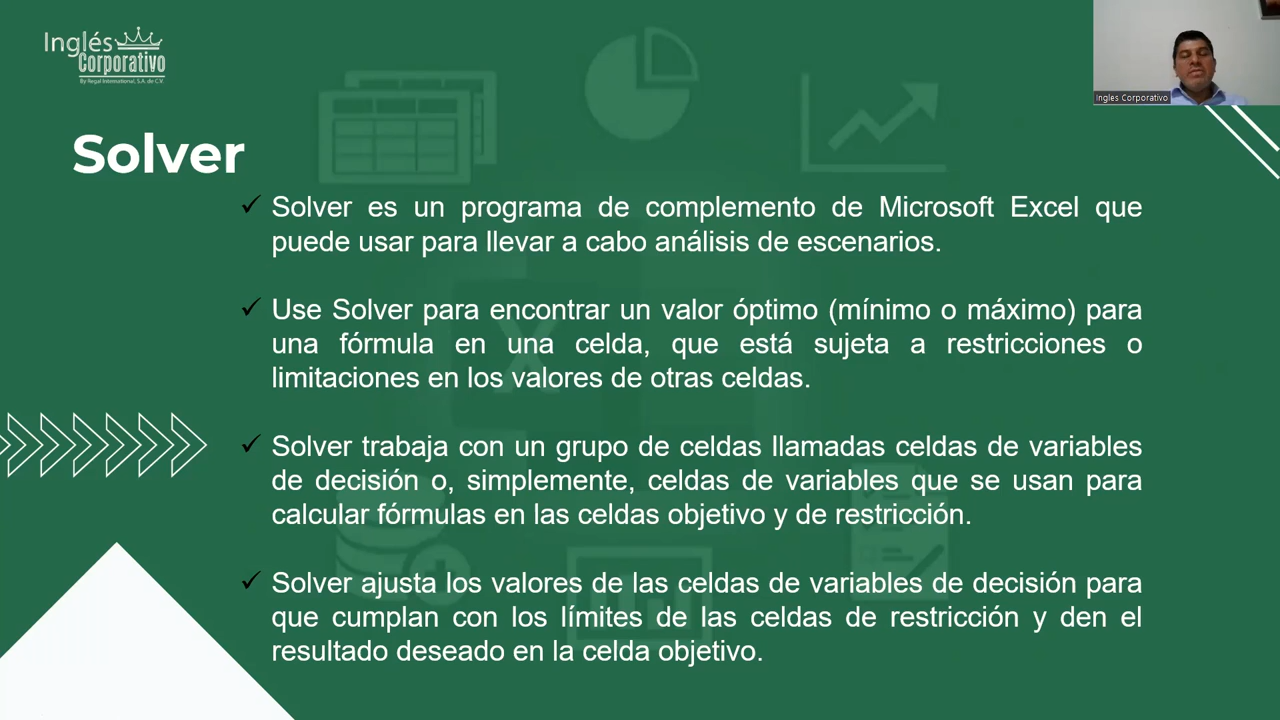 Inglés
Corporativo
By Regal International, S.A. de C.V.
Ingles Corporativo
Solver
Solver es un programa de complemento de Microsoft Excel que
puede usar para llevar a cabo análisis de escenarios.
Use Solver para encontrar un valor óptimo (mínimo o máximo) para
una fórmula en una celda, que está sujeta a restricciones o
limitaciones en los valores de otras celdas.
Solver trabaja con un grupo de celdas llamadas celdas de variables
de decisión o, simplemente, celdas de variables que se usan para
calcular fórmulas en las celdas objetivo y de restricción.
Solver ajusta los valores de las celdas de variables de decisión para
que cumplan con los límites de las celdas de restricción y den el
resultado deseado en la celda objetivo.